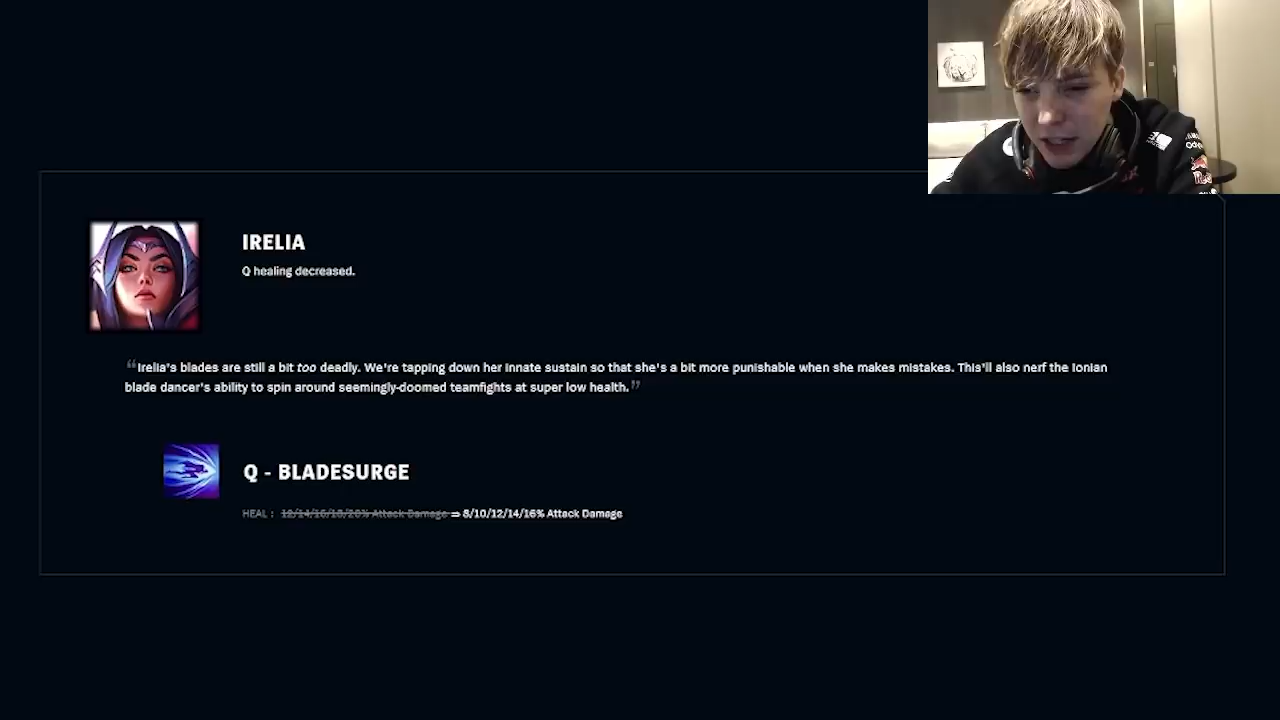 IRELIA
Q healing decreased.
“Irelia's blades are still a bit too deadly. We're tapping down her innate sustain so that she's a bit more punishable when she makes mistakes. This'll also nerf the Ionian
blade dancer's ability to spin around seemingly-doomed teamfights at super low health.”
Q - BLADESURGE
HEAL : 12/14/16/18/20% Attack Damage ⇒ 8/10/12/14/16% Attack Damage